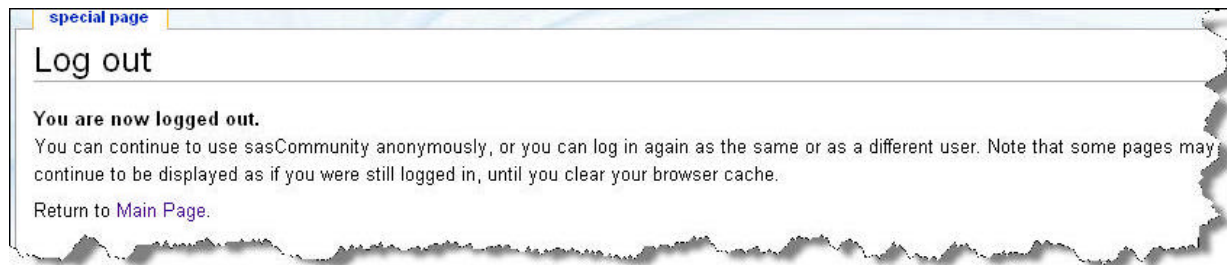 special page
Log out
You are now logged out.
You can continue to use sasCommunity anonymously, or you can log in again as the same or as a different user. Note that some pages may
continue to be displayed as if you were still logged in, until you clear your browser cache.
Return to Main Page.